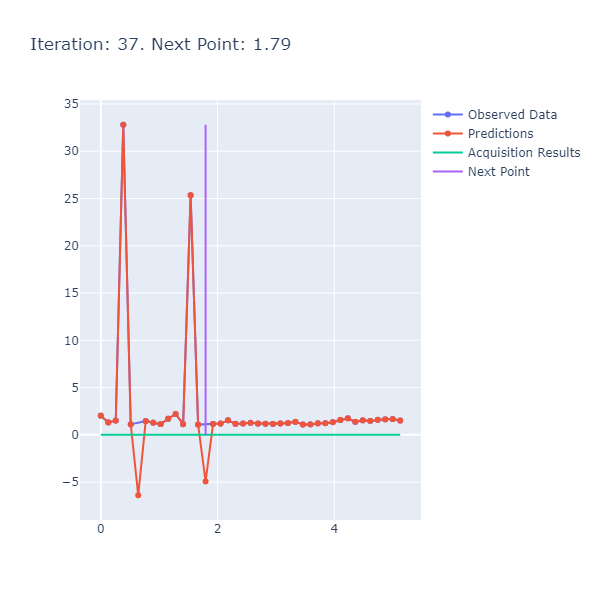 Iteration: 37. Next Point: 1.79
35
30
25
20
15
10
5
0
−5
0
2
4
Observed Data
Predictions
Acquisition Results
Next Point